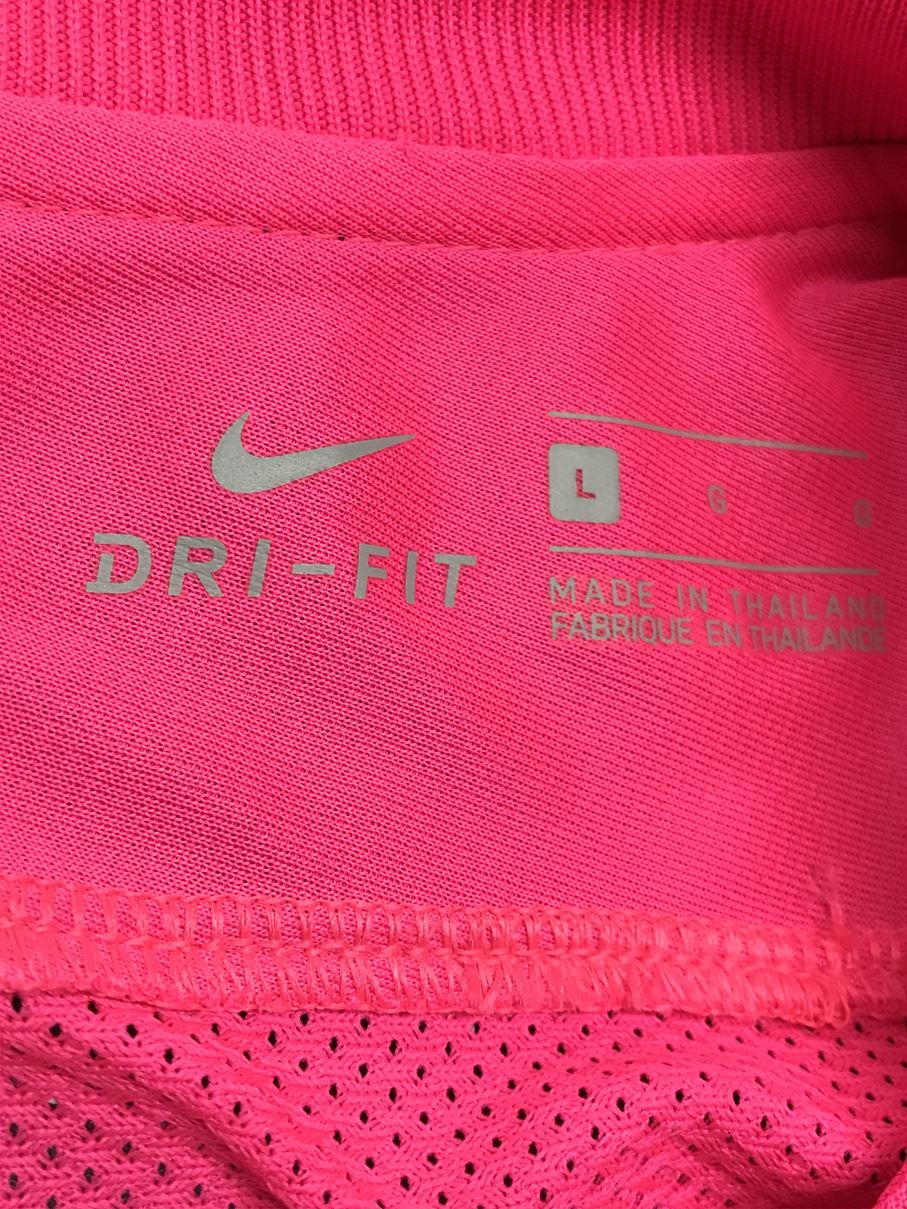 DRI-FIT
L G G
MADE IN THAILAND
FABRIQUE EN THAILANDE